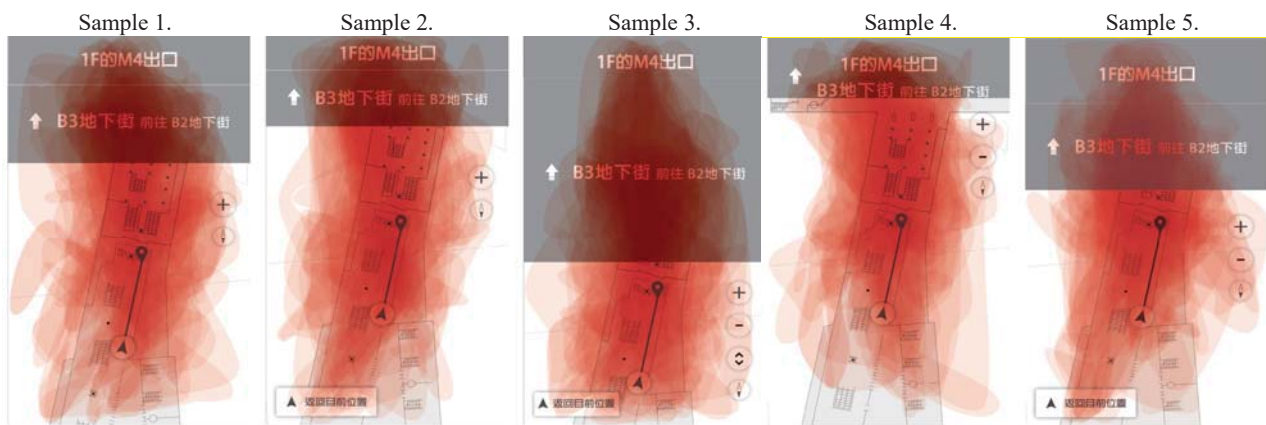 Sample 1.
1F的M4出口
B3地下街 前往 B2地下街
Sample 2.
1F的M4出口
B3地下街 前往 B2地下街
返回目前位置
Sample 3.
1F的M4出口
B3地下街 前往 B2地下街
返回目前位置
Sample 4.
1F的M4出口
B3地下街 前往 B2地下街
Sample 5.
1F的M4出口
B3地下街 前往 B2地下街
返回目前位置